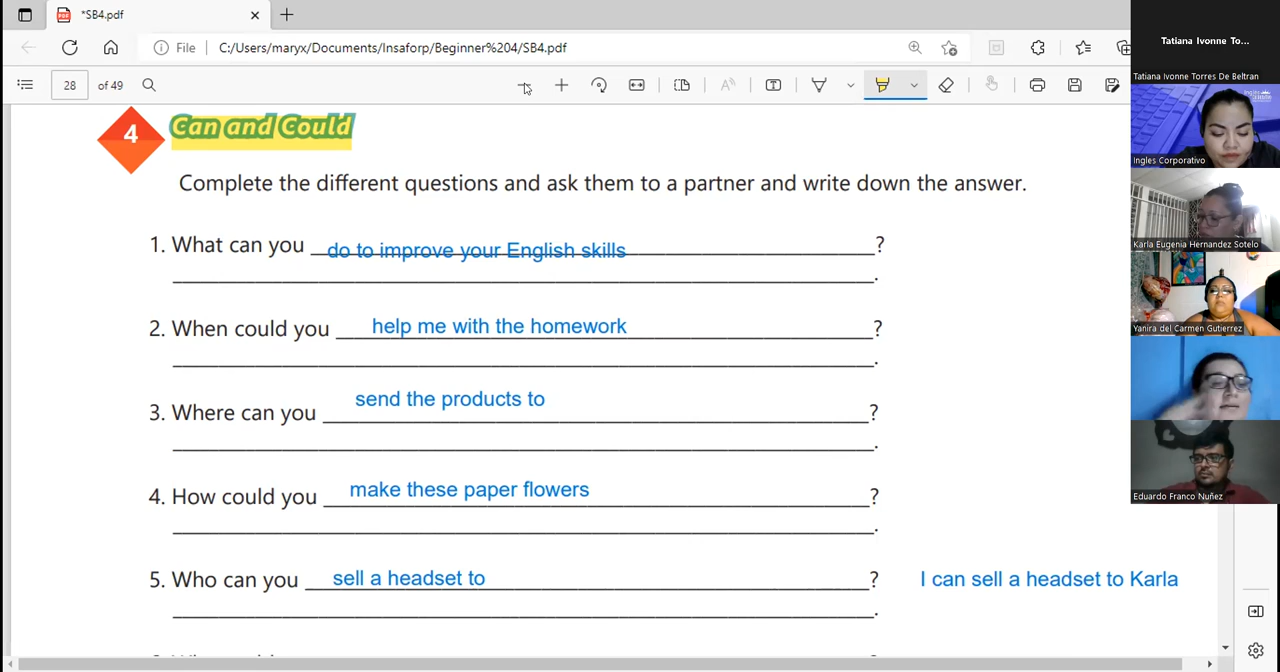 *SB4.pdf
File
C:/Users/maryx/Documents/Insaforp/Beginner%204/SB4.pdf
28 of 49
4 Can and Could
Complete the different questions and ask them to a partner and write down the answer.
1. What can you do to improve your English skills ?
2. When could you help me with the homework ?
3. Where can you send the products to ?
4. How could you make these paper flowers ?
5. Who can you sell a headset to ? I can sell a headset to Karla
Tatiana Ivonne To...
Tatiana Ivonne Torres De Beltran
Ingles Corporativo
Karla Eugenia Hernandez Sotelo
Yanira del Carmen Gutierrez
Eduardo Franco Nuñez